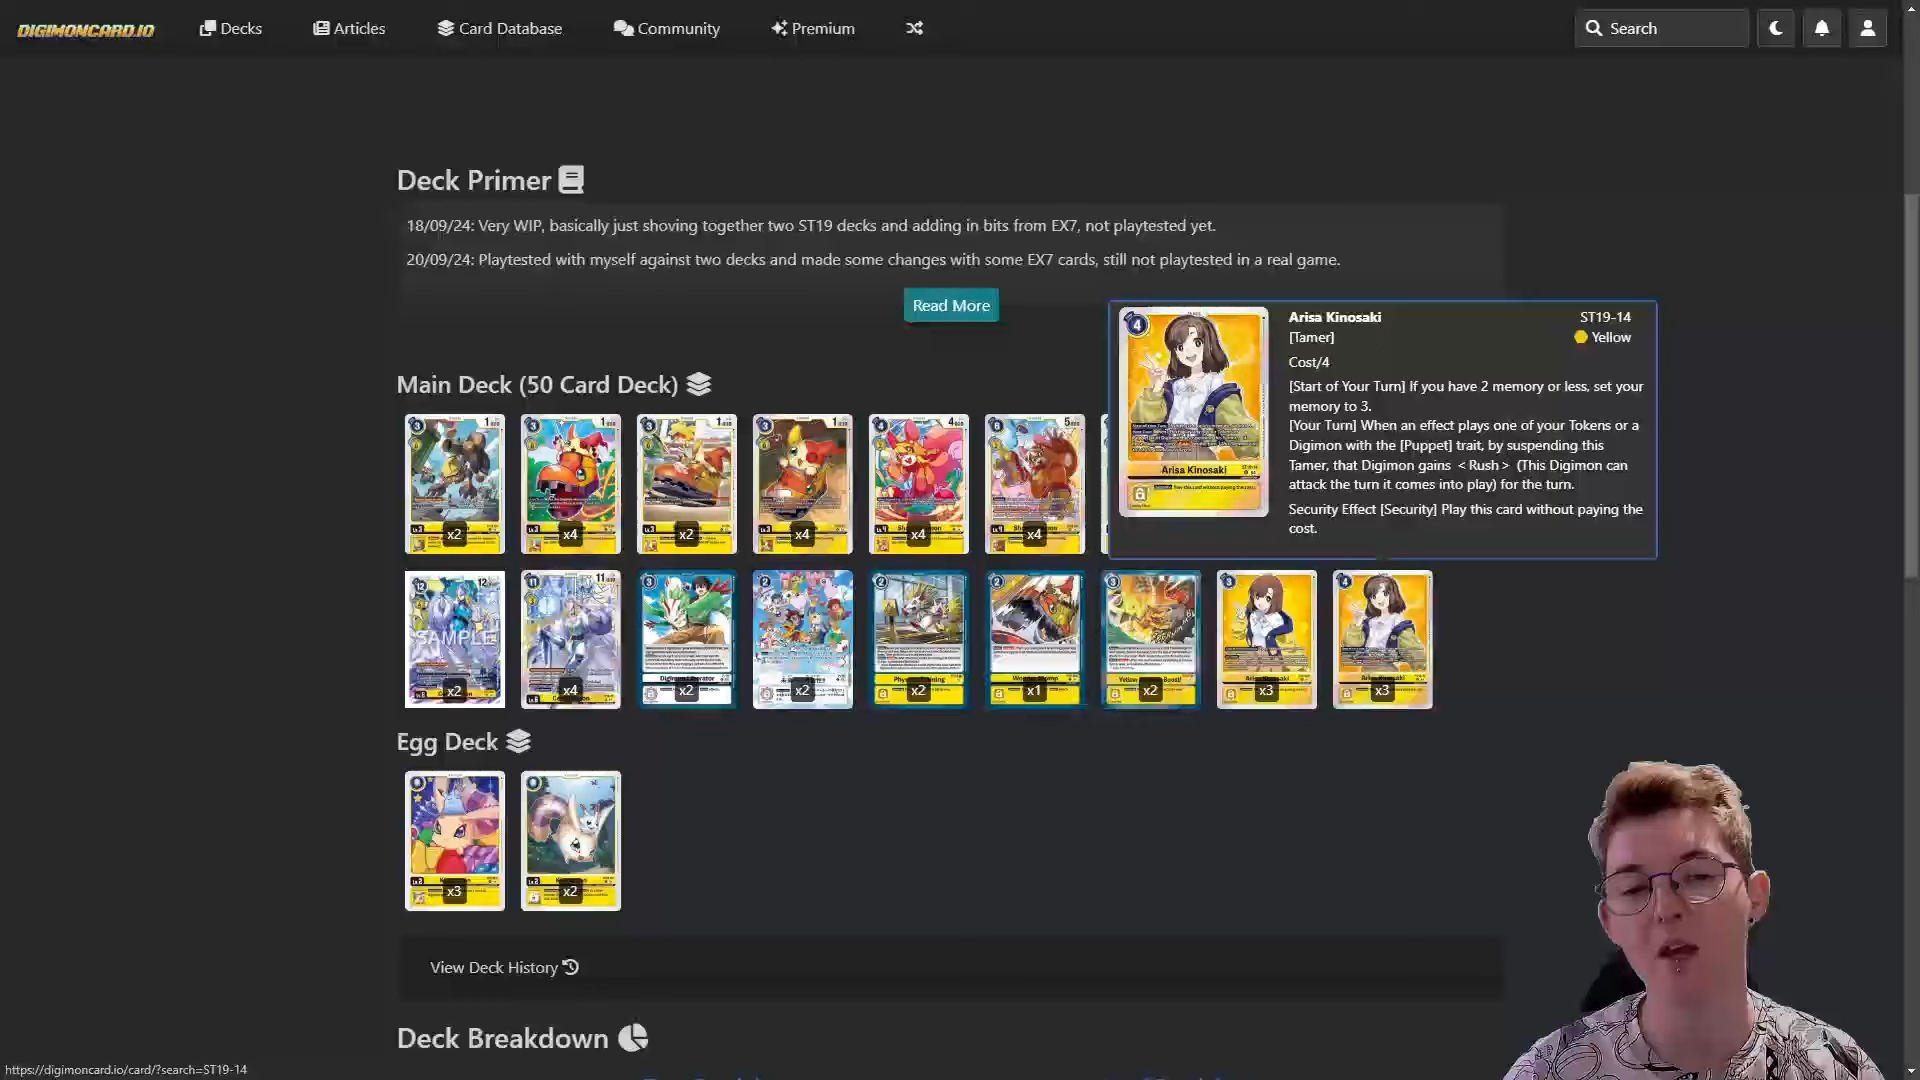 DIGIMONCARD.IO
Decks
Articles
Card Database
Community
Premium
Search
Deck Primer
18/09/24: Very WIP, basically just shoving together two ST19 decks and adding in bits from EX7, not playtested yet.
20/09/24: Playtested with myself against two decks and made some changes with some EX7 cards, still not playtested in a real game.
Read More
Arisa Kinosaki
ST19-14
[Tamer]
Yellow
Cost/4
[Start of Your Turn] If you have 2 memory or less, set your
memory to 3.
[Your Turn] When an effect plays one of your Tokens or a
Digimon with the [Puppet] trait, by suspending this
Tamer, that Digimon gains <Rush> (This Digimon can
attack the turn it comes into play) for the turn.
Security Effect [Security] Play this card without paying the
cost.
4
Arisa Kinosaki
Main Deck (50 Card Deck)
x2
x4
x2
x4
x4
x4
SAMPLE
x2
x4
x2
x2
x2
x1
x2
x3
x3
Egg Deck
x3
x2
View Deck History
Deck Breakdown
https://digimoncard.io/card/?search=ST19-14